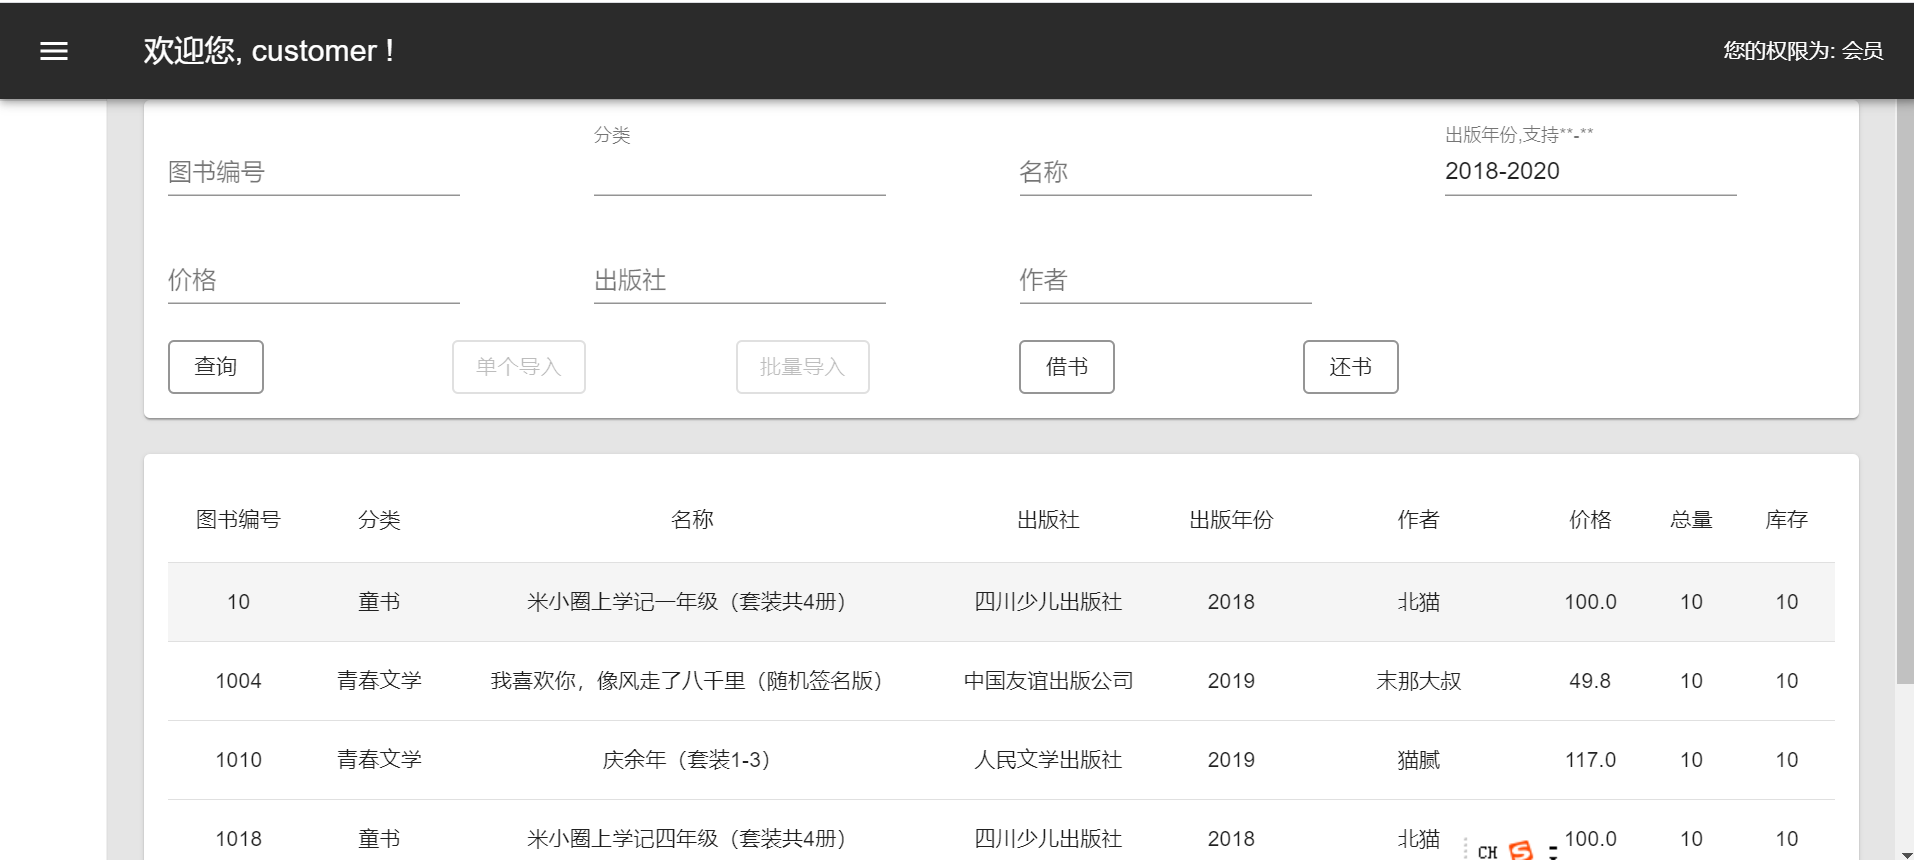 欢迎您, customer !
您的权限为: 会员
图书编号
分类
名称
出版年份,支持**-**
2018-2020
价格
出版社
作者
查询
单个导入
批量导入
借书
还书
图书编号 分类 名称 出版社 出版年份 作者 价格 总量 库存
10 童书 米小圈上学记一年级（套装共4册） 四川少儿出版社 2018 北猫 100.0 10 10
1004 青春文学 我喜欢你，像风走了八千里（随机签名版） 中国友谊出版公司 2019 末那大叔 49.8 10 10
1010 青春文学 庆余年（套装1-3） 人民文学出版社 2019 猫腻 117.0 10 10
1018 童书 米小圈上学记四年级（套装共4册） 四川少儿出版社 2018 北猫 100.0 10 10
CH S